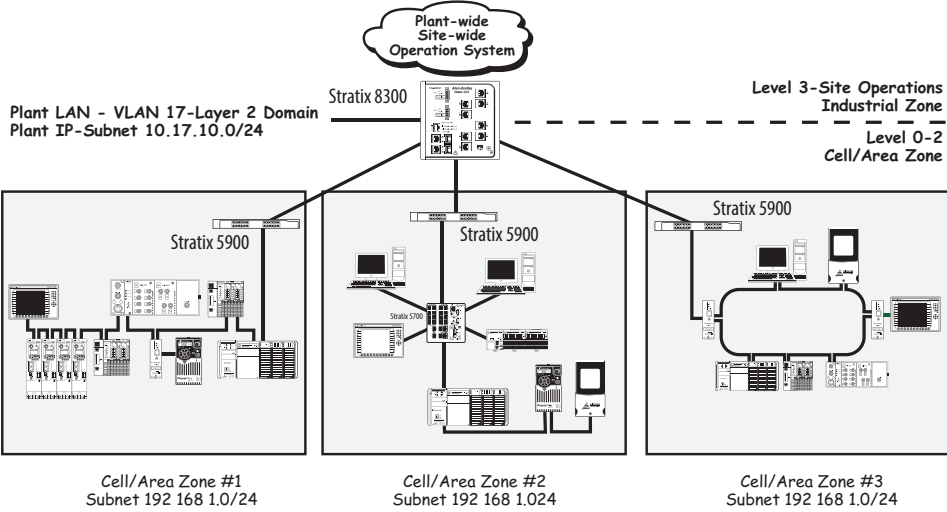 Plant-wide
Site-wide
Operation System
Stratix 8300
Plant LAN - VLAN 17-Layer 2 Domain
Plant IP-Subnet 10.17.10.0/24
Level 3-Site Operations
Industrial Zone
Level 0-2
Cell/Area Zone
Stratix 5900
Stratix 5900
Stratix 5900
Stratix 5700
Cell/Area Zone #1
Subnet 192 168 1.0/24
Cell/Area Zone #2
Subnet 192 168 1.024
Cell/Area Zone #3
Subnet 192 168 1.0/24